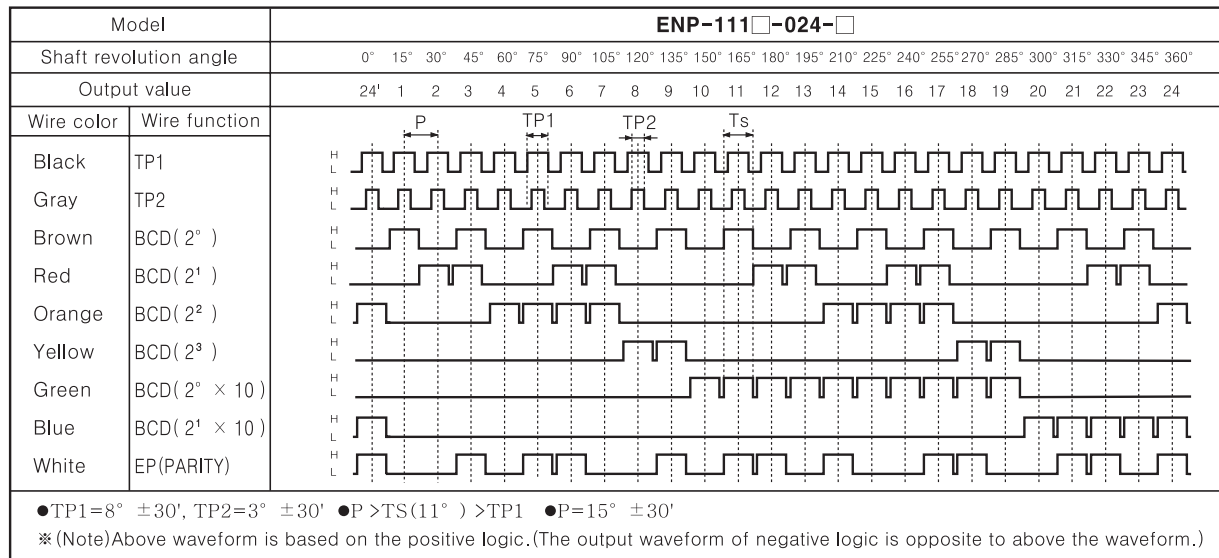 Model ENP-111□-024-□
Shaft revolution angle 0° 15° 30° 45° 60° 75° 90° 105° 120° 135° 150° 165° 180° 195° 210° 225° 240° 255° 270° 285° 300° 315° 330° 345° 360°
Output value 24' 1 2 3 4 5 6 7 8 9 10 11 12 13 14 15 16 17 18 19 20 21 22 23 24
Wire color Wire function P TP1 TP2 Ts
Black TP1 H L
Gray TP2 H L
Brown BCD( 2° ) H L
Red BCD( 2¹ ) H L
Orange BCD( 2² ) H L
Yellow BCD( 2³ ) H L
Green BCD( 2° × 10 ) H L
Blue BCD( 2¹ × 10 ) H L
White EP(PARITY) H L
●TP1=8° ±30', TP2=3° ±30' ●P >TS(11° ) >TP1 ●P=15° ±30'
※(Note)Above waveform is based on the positive logic.(The output waveform of negative logic is opposite to above the waveform.)